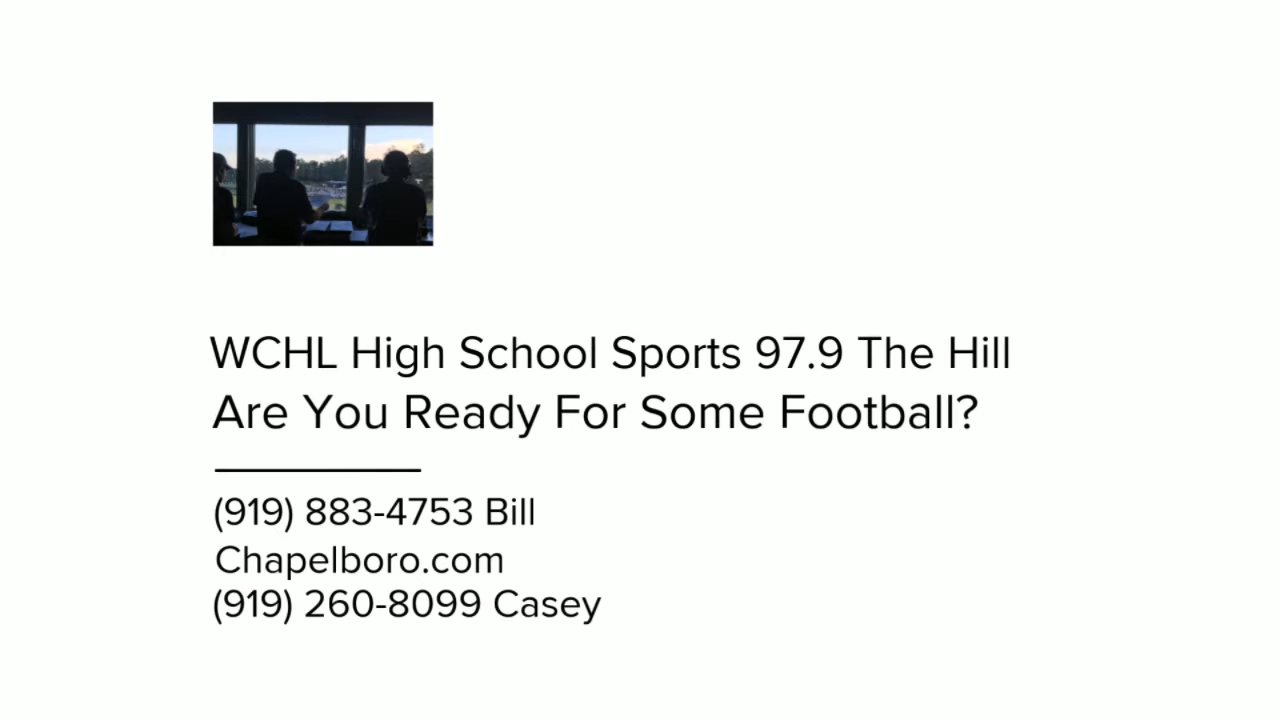 WCHL High School Sports 97.9 The Hill
Are You Ready For Some Football?
(919) 883-4753 Bill
Chapelboro.com
(919) 260-8099 Casey